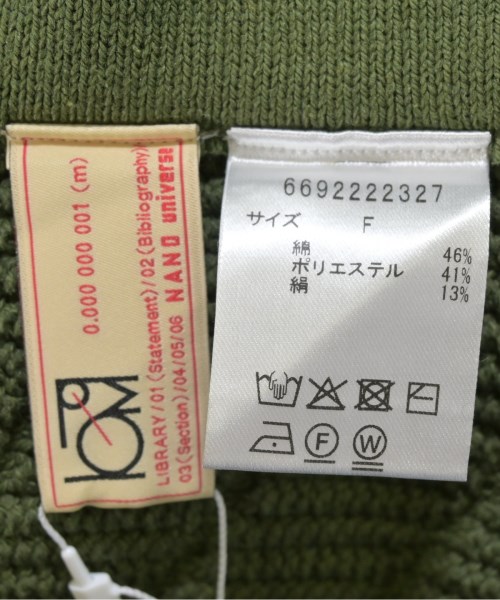 0.000 000 001 (m)
LIBRARY/01(Statement)/02(Bibliography)
03(Section)/04/05/06 NANO universe
6692222327
サイズ F
綿 46%
ポリエステル 41%
絹 13%
F W